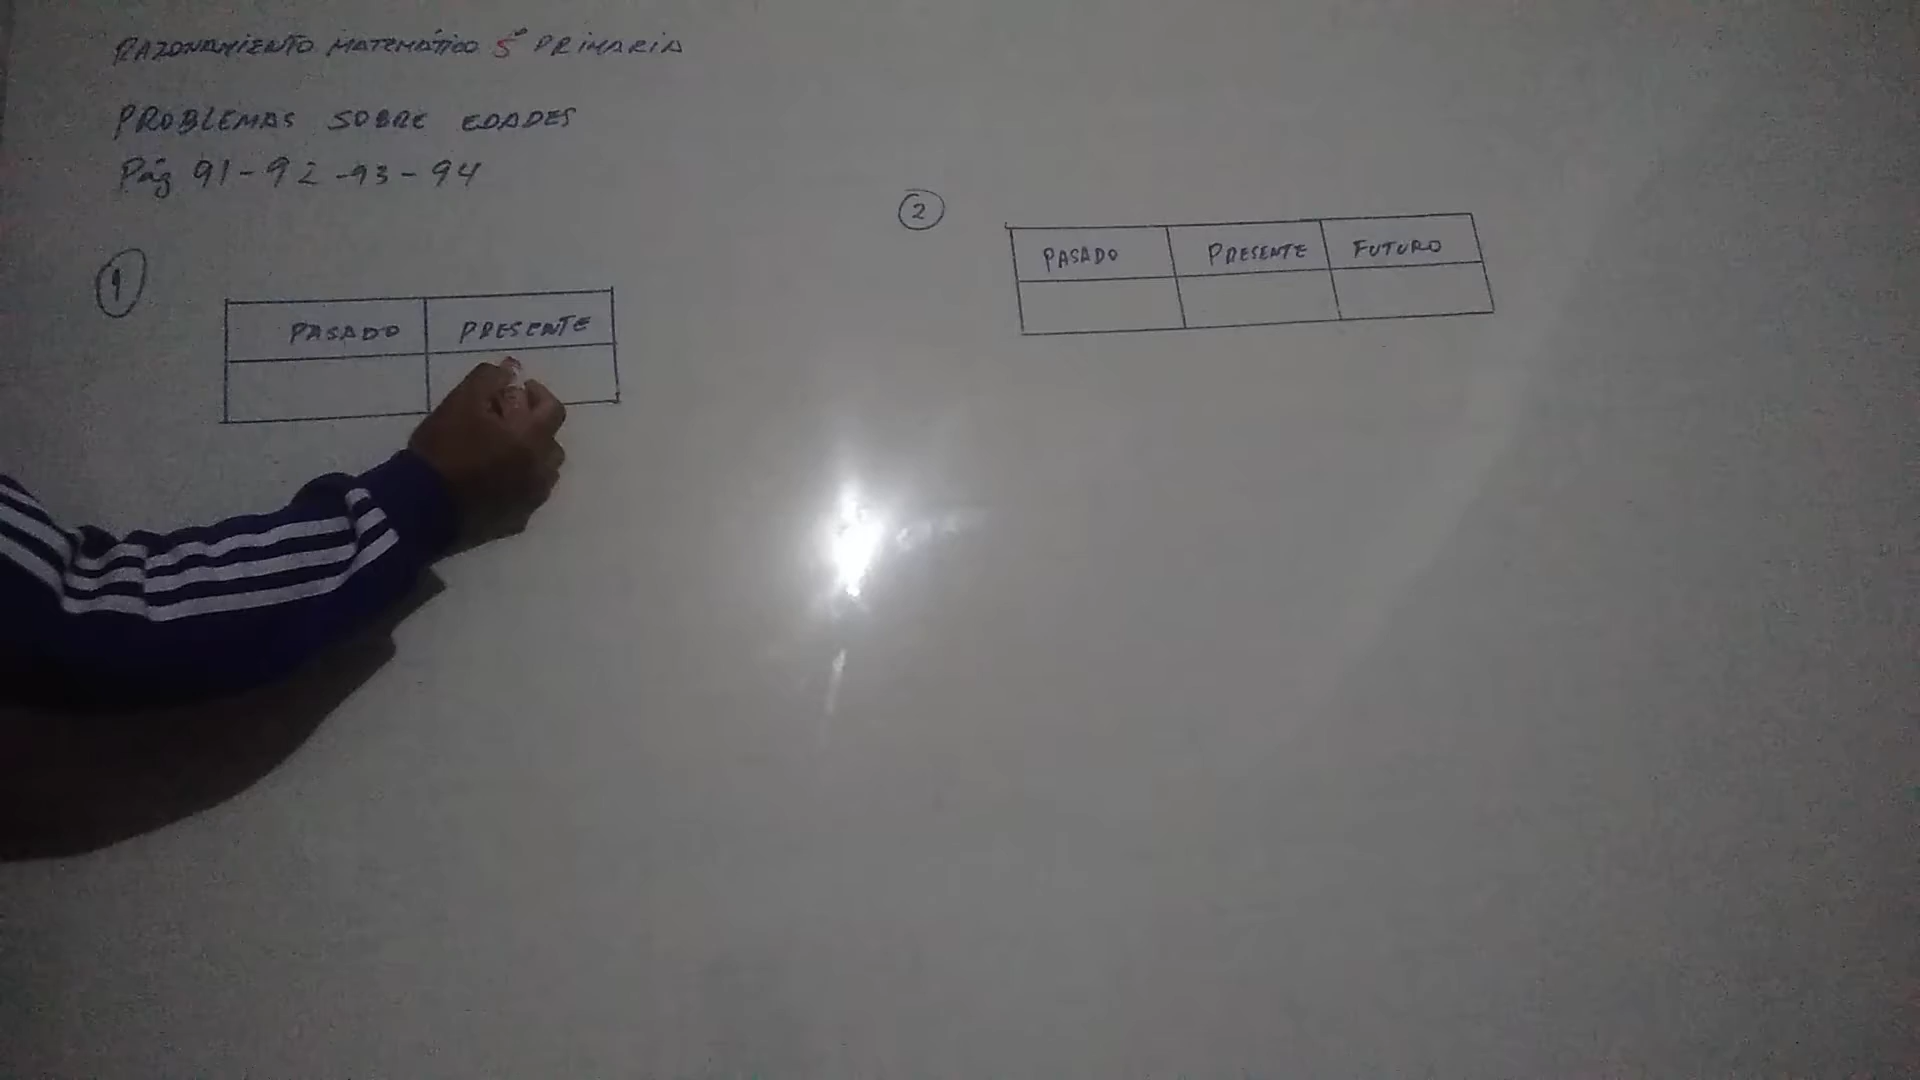 RAZONAMIENTO MATEMÁTICO 5° PRIMARIA
PROBLEMAS SOBRE EDADES
Pág 91-92-93-94
1
PASADO PRESENTE
2
PASADO PRESENTE FUTURO